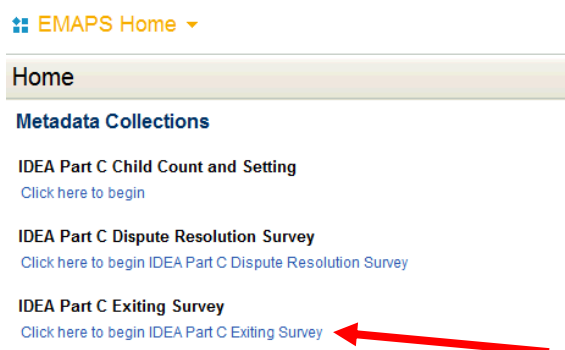 EMAPS Home
Home
Metadata Collections
IDEA Part C Child Count and Setting
Click here to begin
IDEA Part C Dispute Resolution Survey
Click here to begin IDEA Part C Dispute Resolution Survey
IDEA Part C Exiting Survey
Click here to begin IDEA Part C Exiting Survey